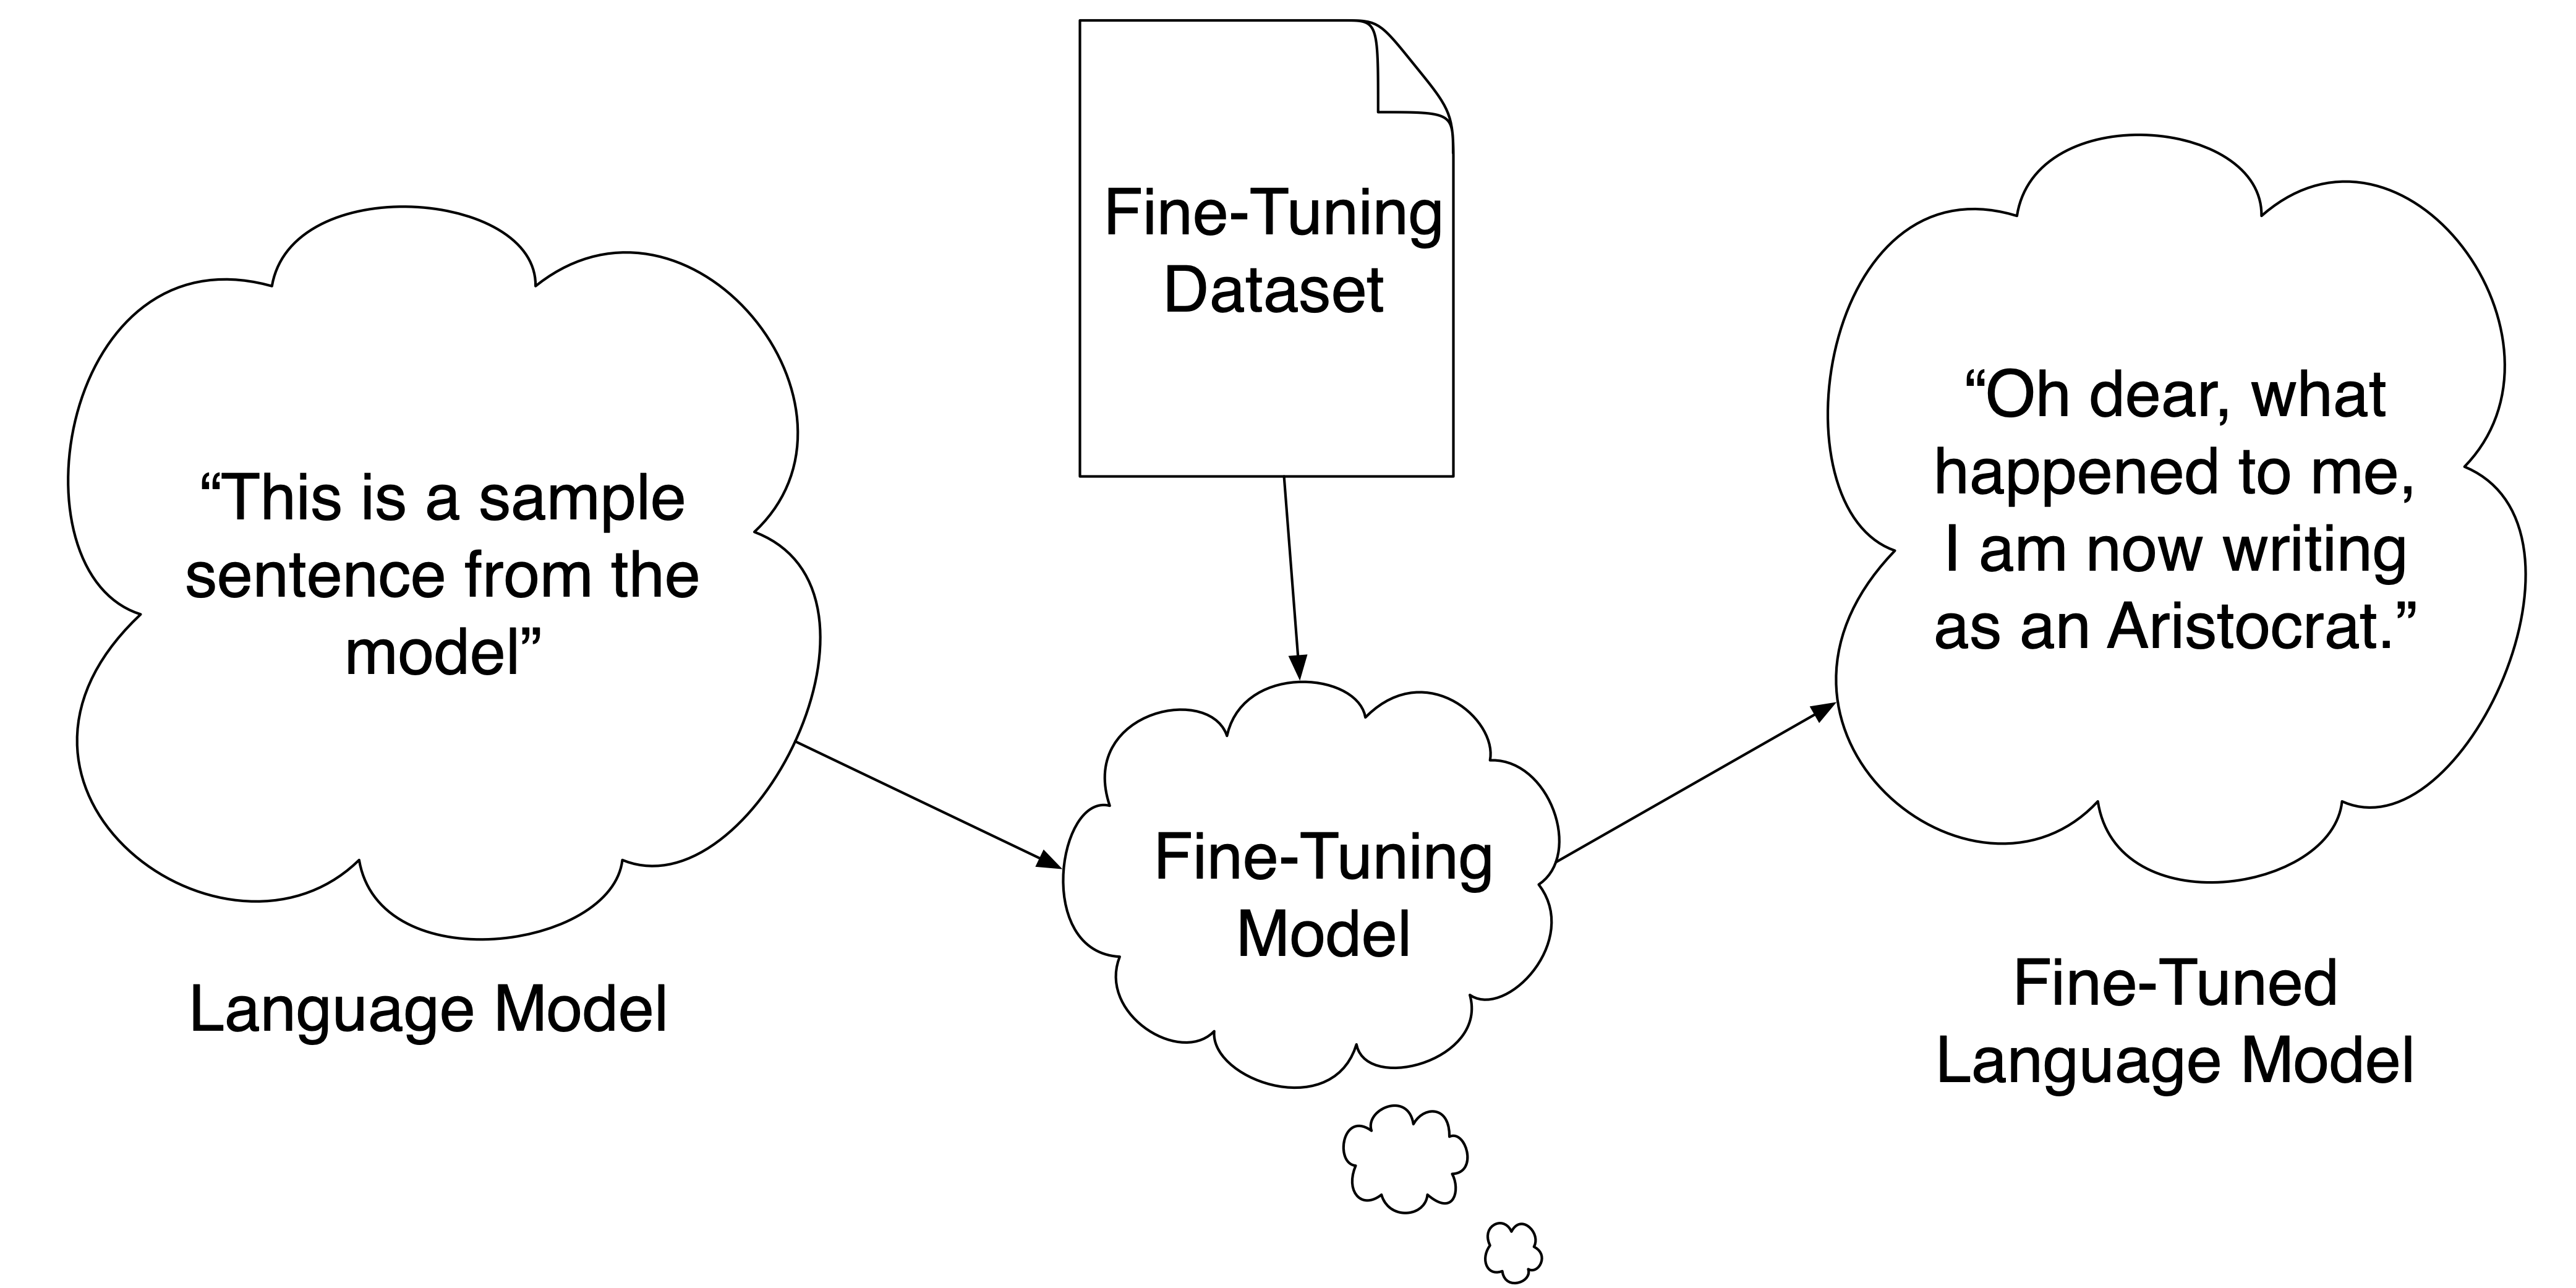 “This is a sample
sentence from the
model”
Language Model
Fine-Tuning
Dataset
Fine-Tuning
Model
“Oh dear, what
happened to me,
I am now writing
as an Aristocrat.”
Fine-Tuned
Language Model